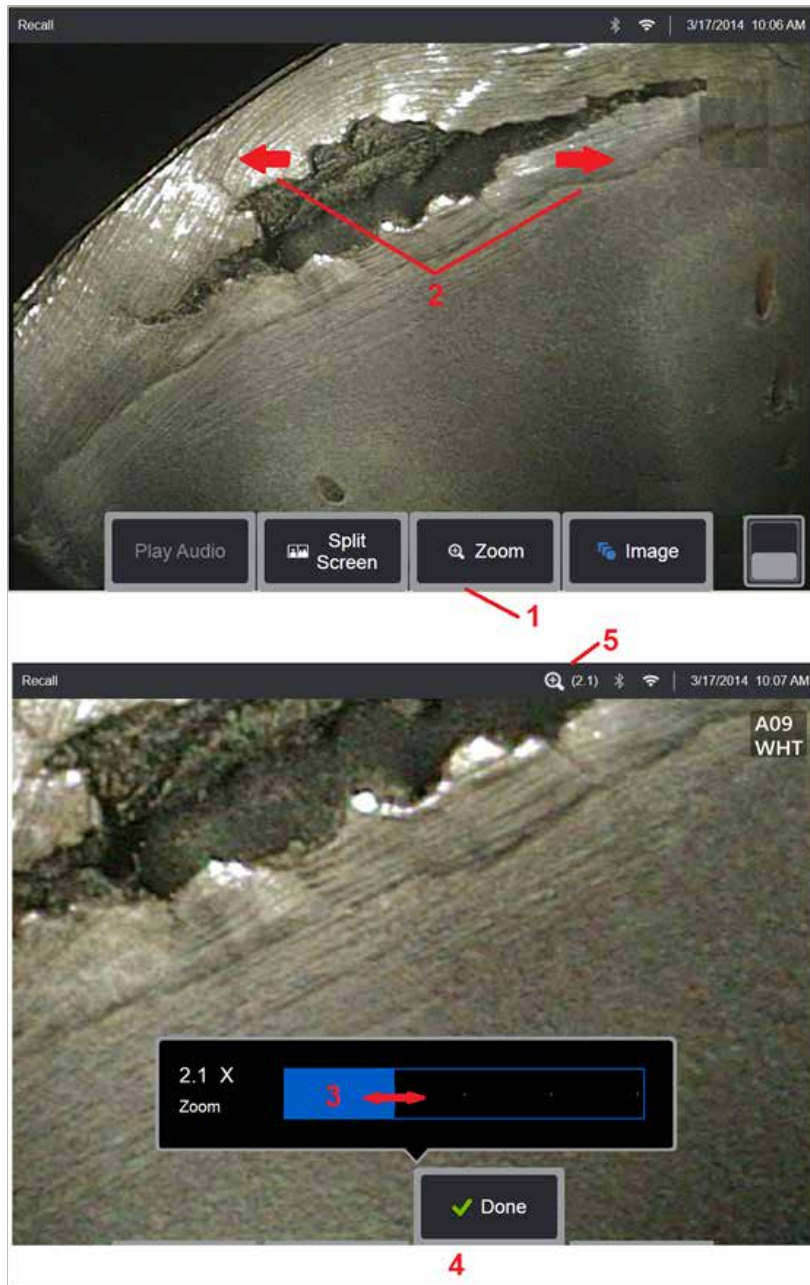 Recall 3/17/2014 10:06 AM
2
Play Audio
Split
Screen
Zoom
Image
1
5
Recall (2.1) 3/17/2014 10:07 AM
A09
WHT
2.1 X
Zoom
3
Done
4